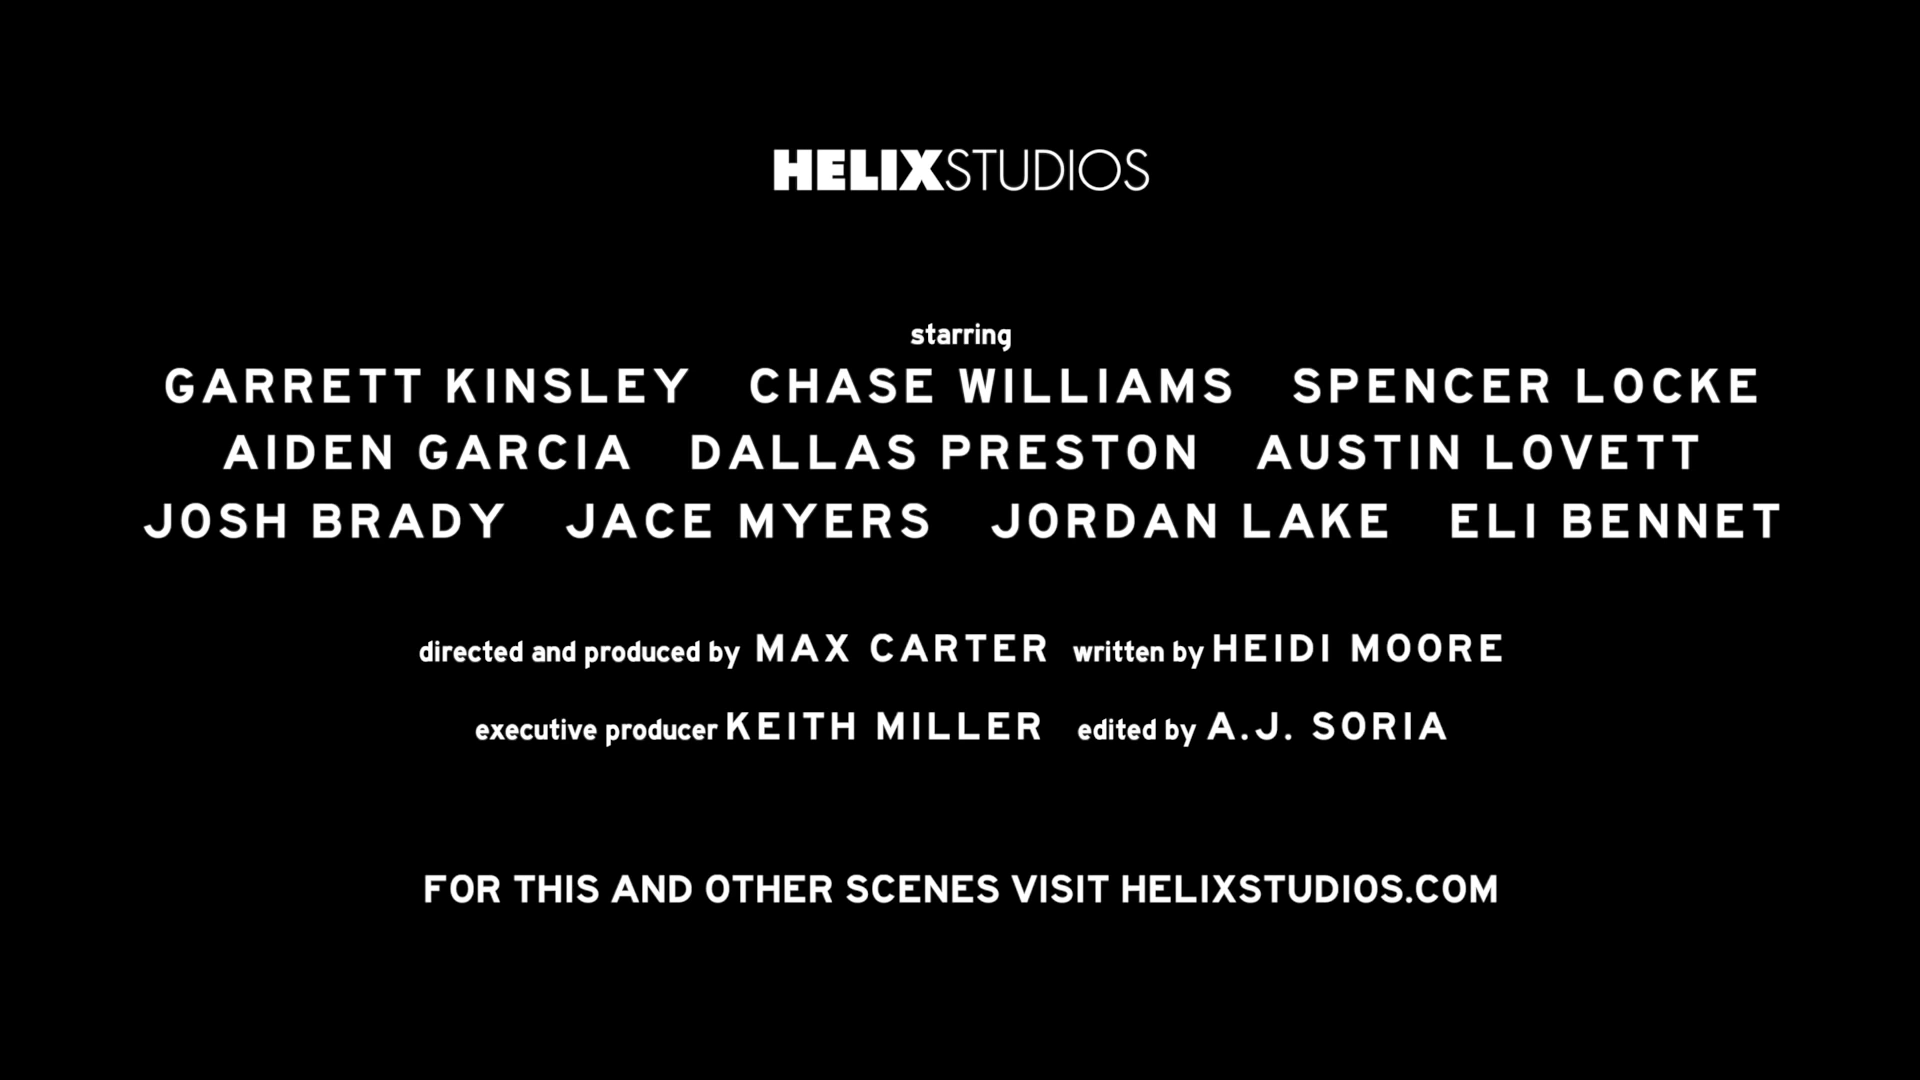 HELIXSTUDIOS
starring
GARRETT KINSLEY CHASE WILLIAMS SPENCER LOCKE
AIDEN GARCIA DALLAS PRESTON AUSTIN LOVETT
JOSH BRADY JACE MYERS JORDAN LAKE ELI BENNET
directed and produced by MAX CARTER written by HEIDI MOORE
executive producer KEITH MILLER edited by A.J. SORIA
FOR THIS AND OTHER SCENES VISIT HELIXSTUDIOS.COM